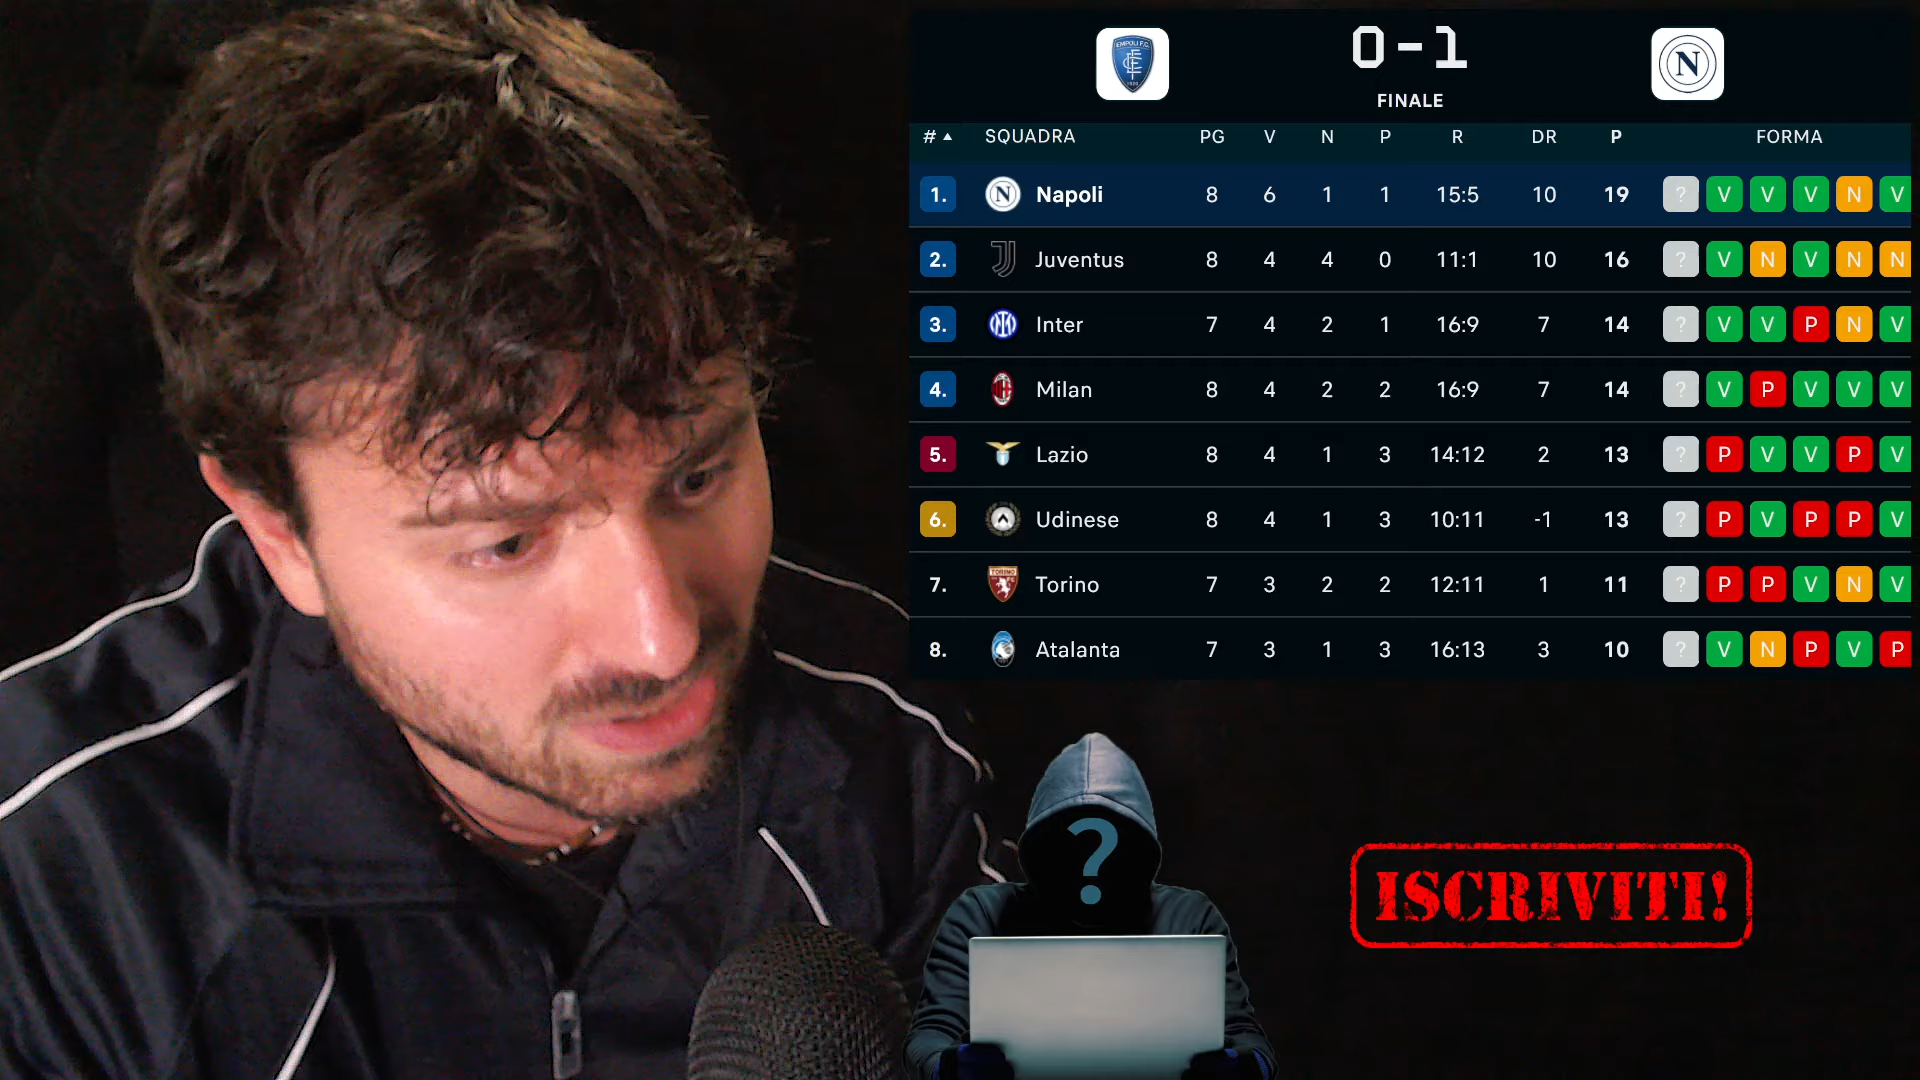 0-1
EMPOLI F.C.
N
FINALE
# SQUADRA PG V N P R DR P FORMA
1. N Napoli 8 6 1 1 15:5 10 19 ? V V V N V
2. Juventus 8 4 4 0 11:1 10 16 ? V N V N N
3. Inter 7 4 2 1 16:9 7 14 ? V V P N V
4. Milan 8 4 2 2 16:9 7 14 ? V P V V V
5. Lazio 8 4 1 3 14:12 2 13 ? P V V P V
6. Udinese 8 4 1 3 10:11 -1 13 ? P V P P V
7. TORINO Torino 7 3 2 2 12:11 1 11 ? P P V N V
8. Atalanta 7 3 1 3 16:13 3 10 ? V N P V P
?
ISCRIVITI!